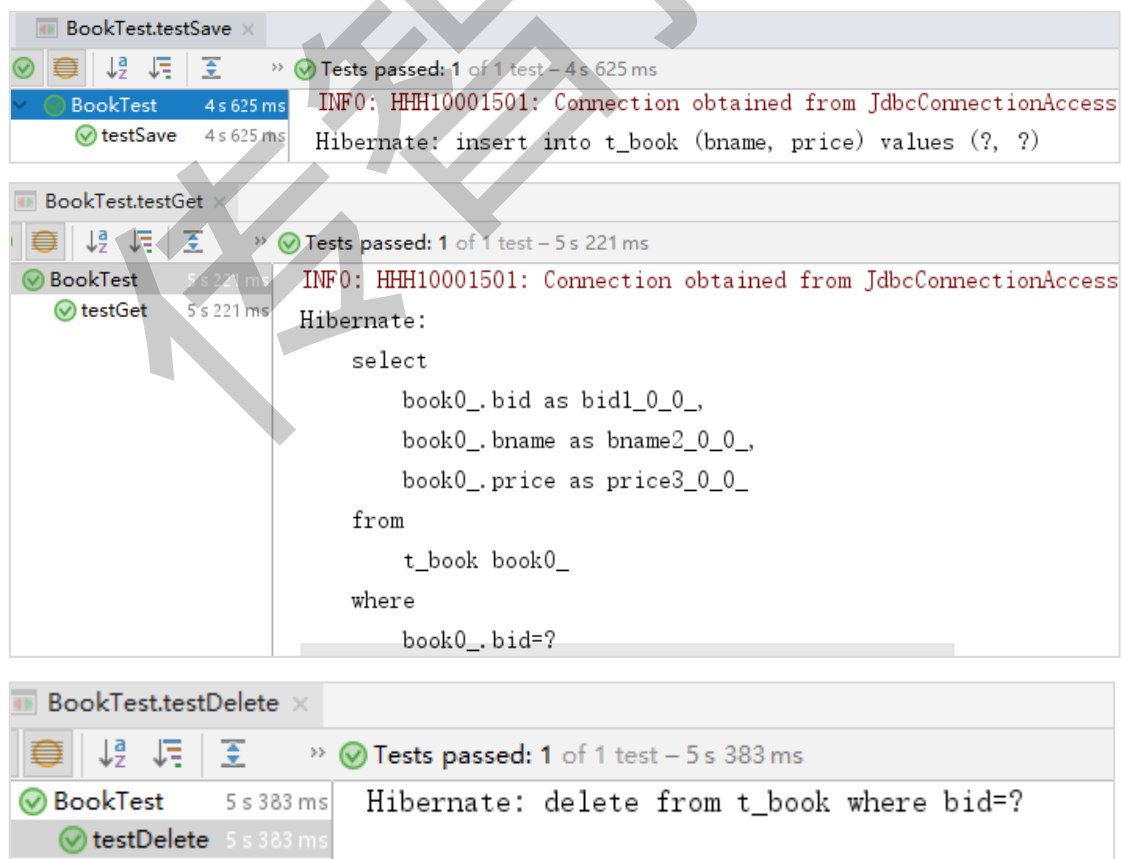 BookTest.testSave ×
» Tests passed: 1 of 1 test – 4 s 625 ms
BookTest 4 s 625 ms
INFO: HHH10001501: Connection obtained from JdbcConnectionAccess
testSave 4 s 625 ms
Hibernate: insert into t_book (bname, price) values (?, ?)
BookTest.testGet ×
» Tests passed: 1 of 1 test – 5 s 221 ms
BookTest 5 s 221 ms
INFO: HHH10001501: Connection obtained from JdbcConnectionAccess
testGet 5 s 221 ms
Hibernate:
select
book0_.bid as bid1_0_0_,
book0_.bname as bname2_0_0_,
book0_.price as price3_0_0_
from
t_book book0_
where
book0_.bid=?
BookTest.testDelete ×
» Tests passed: 1 of 1 test – 5 s 383 ms
BookTest 5 s 383 ms
Hibernate: delete from t_book where bid=?
testDelete 5 s 383 ms
传智